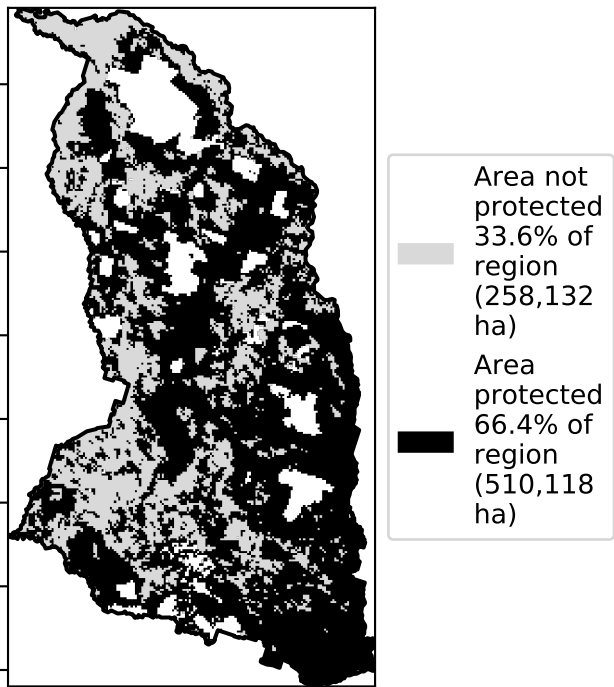 Area not
protected
33.6% of
region
(258,132
ha)
Area
protected
66.4% of
region
(510,118
ha)